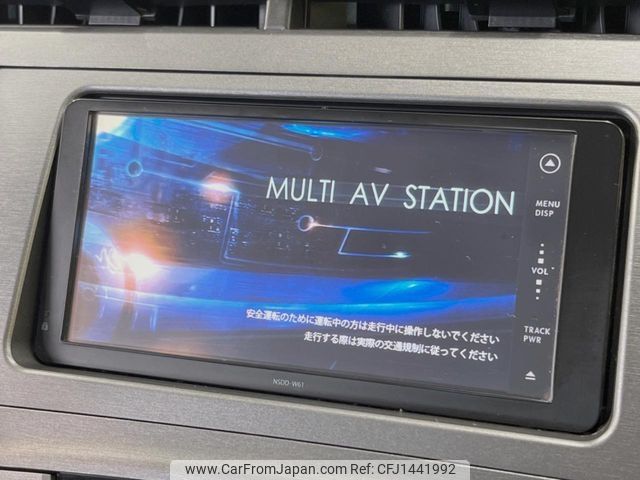 MULTI AV STATION
MENU
DISP
VOL
安全運転のために運転中の方は走行中に操作しないでください
走行する際は実際の交通規制に従ってください
TRACK
PWR
NSDD-W61
www.CarFromJapan.com CFJ1441992